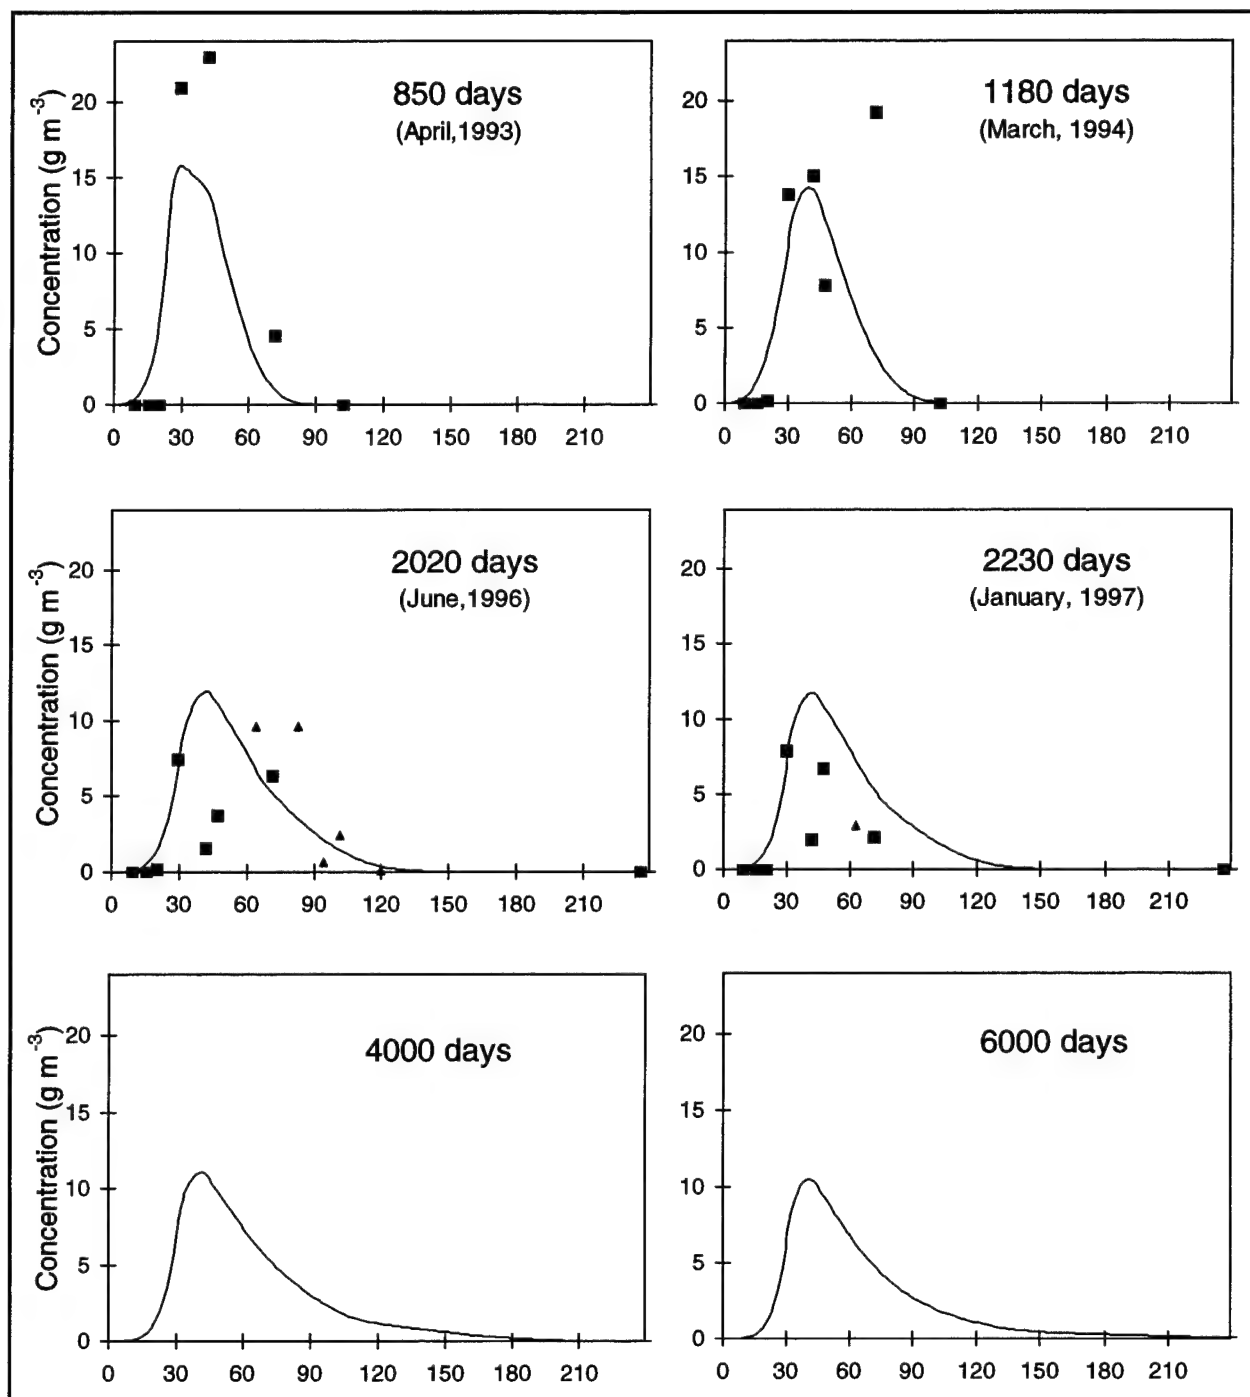 850 days
(April,1993)
Concentration (g m⁻³)
20
15
10
5
0
0 30 60 90 120 150 180 210
1180 days
(March, 1994)
20
15
10
5
0
0 30 60 90 120 150 180 210
2020 days
(June,1996)
Concentration (g m⁻³)
20
15
10
5
0
0 30 60 90 120 150 180 210
2230 days
(January, 1997)
20
15
10
5
0
0 30 60 90 120 150 180 210
4000 days
Concentration (g m⁻³)
20
15
10
5
0
0 30 60 90 120 150 180 210
6000 days
20
15
10
5
0
0 30 60 90 120 150 180 210